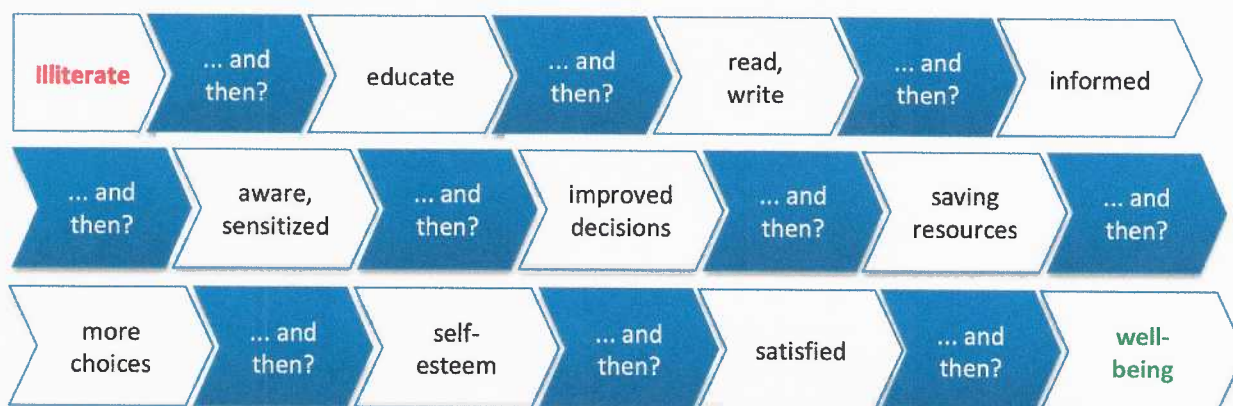 Illiterate
... and
then?
educate
... and
then?
read,
write
... and
then?
informed
... and
then?
aware,
sensitized
... and
then?
improved
decisions
... and
then?
saving
resources
... and
then?
more
choices
... and
then?
self-
esteem
... and
then?
satisfied
... and
then?
well-
being